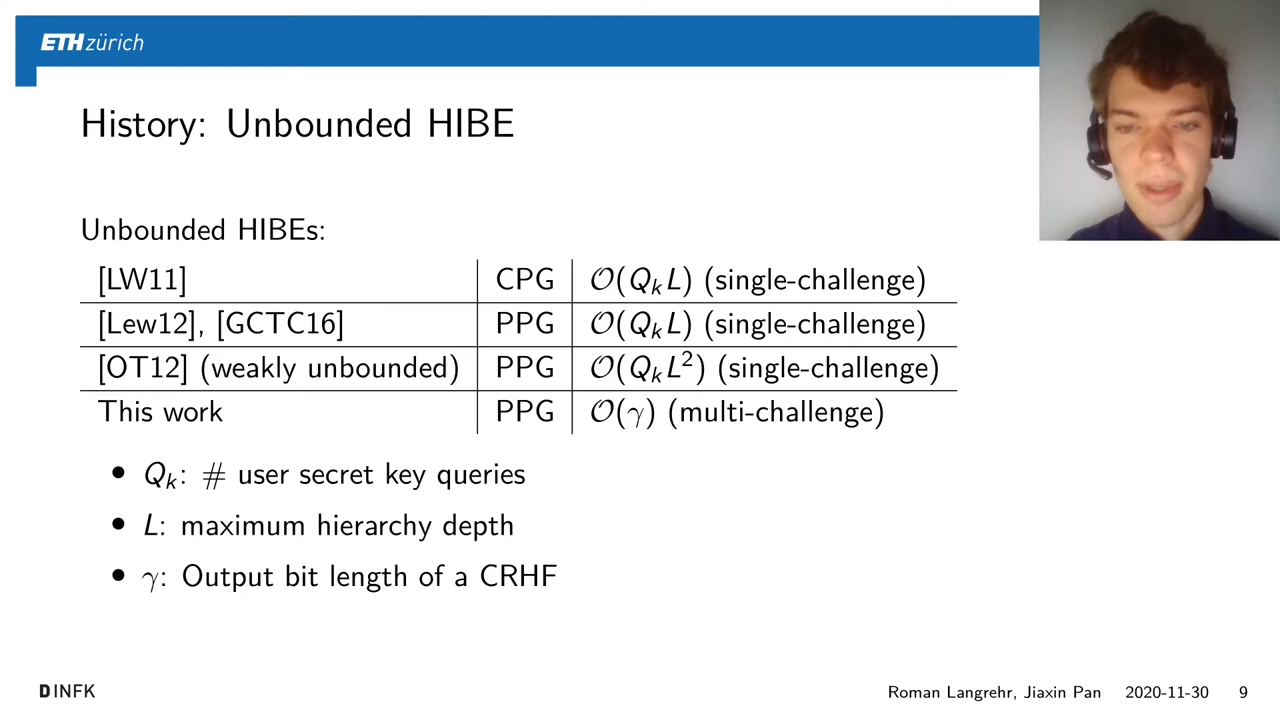 ETH zürich
History: Unbounded HIBE
Unbounded HIBEs:
[LW11] CPG O(Q_k L) (single-challenge)
[Lew12], [GCTC16] PPG O(Q_k L) (single-challenge)
[OT12] (weakly unbounded) PPG O(Q_k L²) (single-challenge)
This work PPG O(γ) (multi-challenge)
• Q_k: # user secret key queries
• L: maximum hierarchy depth
• γ: Output bit length of a CRHF
D INFK
Roman Langrehr, Jiaxin Pan 2020-11-30 9